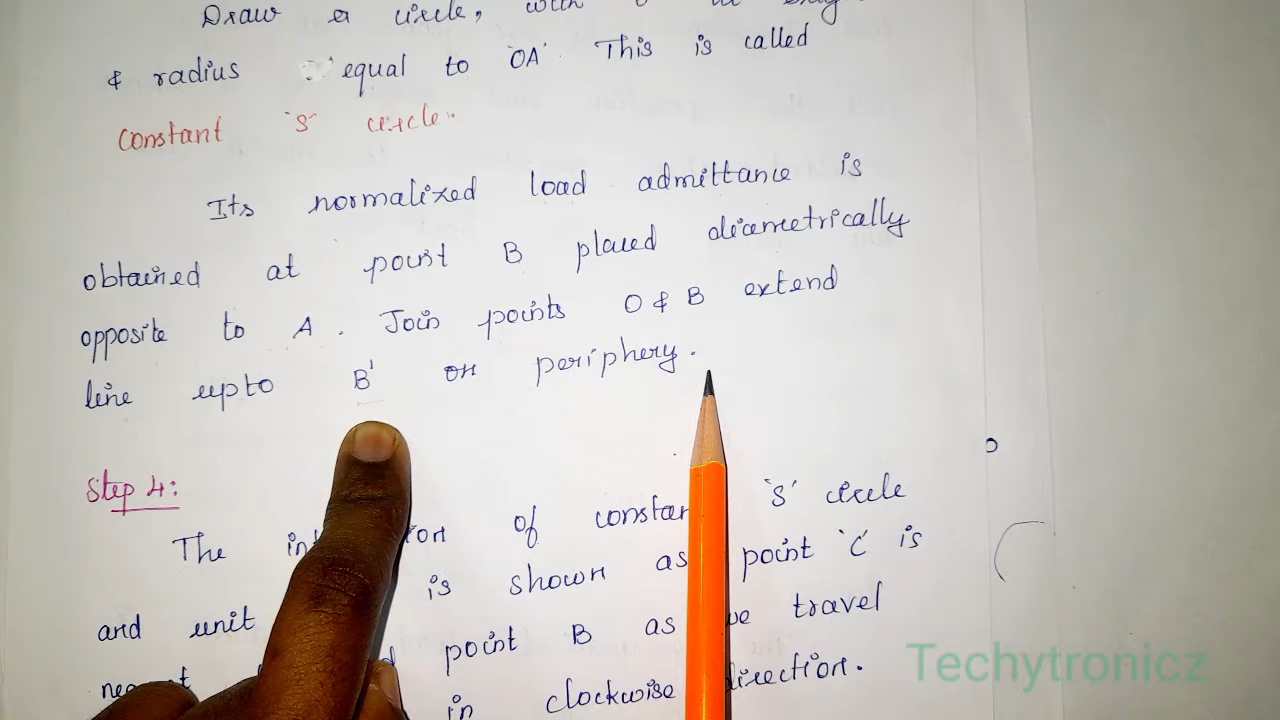 Draw a circle, with
& radius equal to 'OA'. This is called
constant 'S' circle.
Its normalized load admittance is
obtained at point B placed diametrically
opposite to A. Join points O & B extend
line upto B' on periphery.
Step 4:
The of constant 'S' circle
and unit is shown as point 'C' is
point B as we travel
in clockwise direction.
Techytronicz